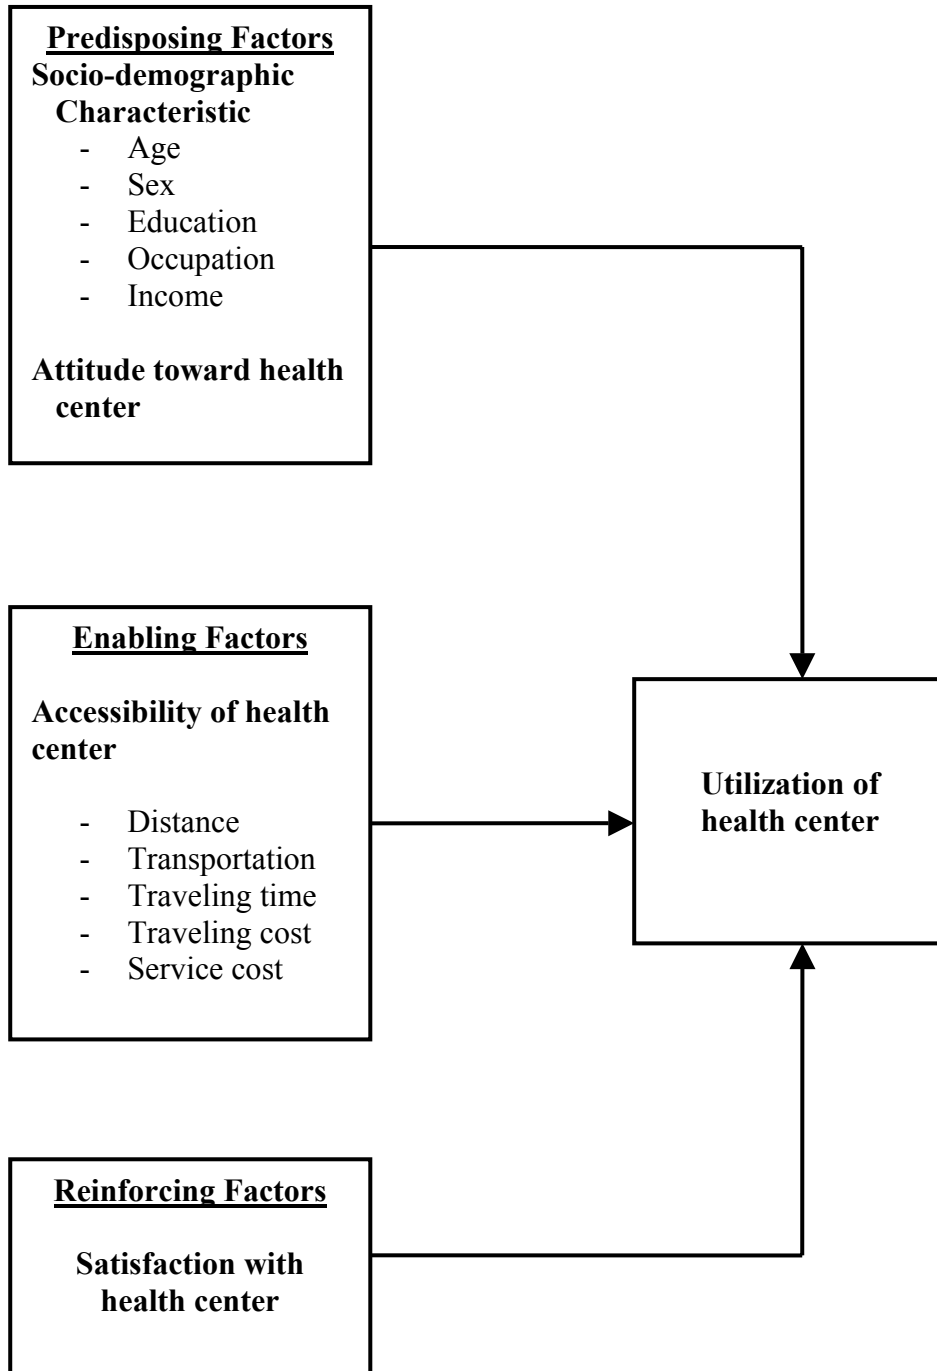 Predisposing Factors
Socio-demographic
Characteristic
- Age
- Sex
- Education
- Occupation
- Income
Attitude toward health
center
Enabling Factors
Accessibility of health
center
- Distance
- Transportation
- Traveling time
- Traveling cost
- Service cost
Utilization of
health center
Reinforcing Factors
Satisfaction with
health center